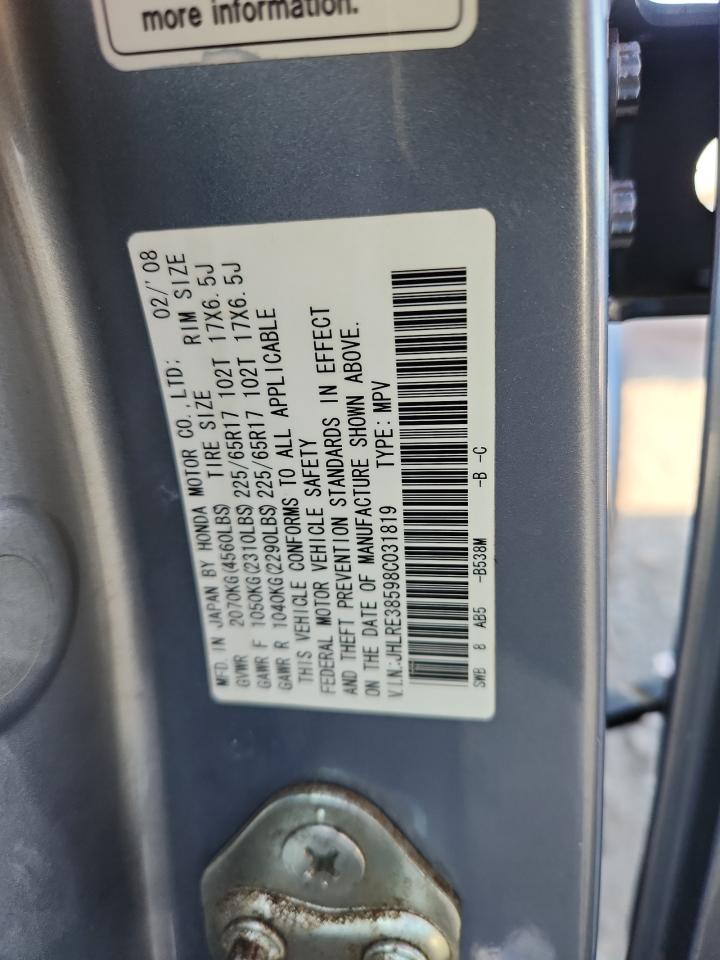 more information.
MFD. IN JAPAN BY HONDA MOTOR CO., LTD: 02/'08
GVWR 2070KG(4560LBS) TIRE SIZE RIM SIZE
GAWR F 1050KG(2310LBS) 225/65R17 102T 17X6.5J
GAWR R 1040KG(2290LBS) 225/65R17 102T 17X6.5J
THIS VEHICLE CONFORMS TO ALL APPLICABLE
FEDERAL MOTOR VEHICLE SAFETY
AND THEFT PREVENTION STANDARDS IN EFFECT
ON THE DATE OF MANUFACTURE SHOWN ABOVE.
V.I.N.:JHLRE38598C031819 TYPE: MPV
SWB 8 AB5 -B538M -B -C